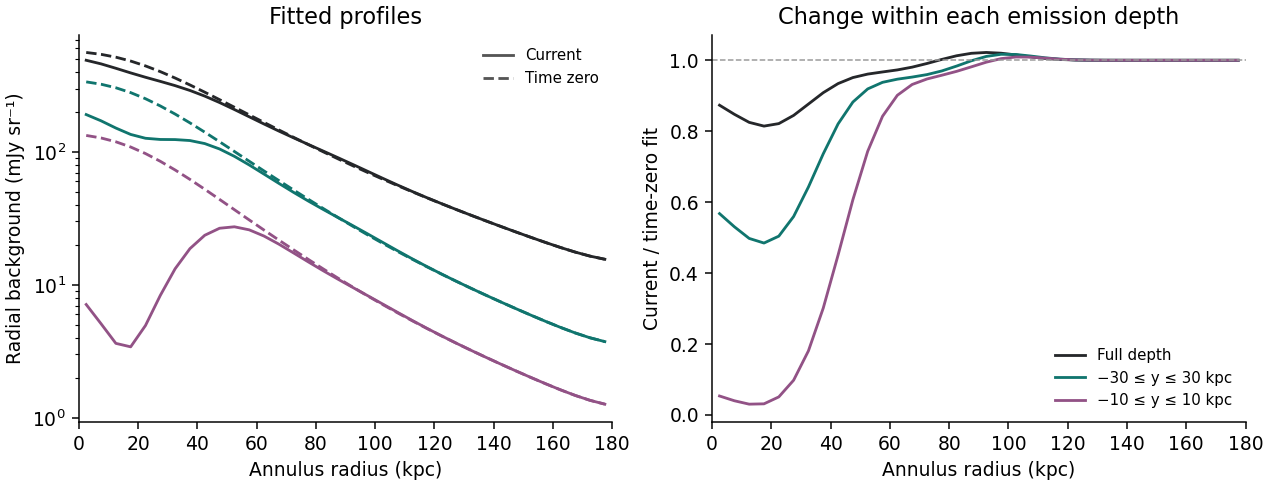 Fitted profiles
Radial background (mJy sr⁻¹)
10²
10¹
10⁰
Current
Time zero
0 20 40 60 80 100 120 140 160 180
Annulus radius (kpc)
Change within each emission depth
Current / time-zero fit
1.0
0.8
0.6
0.4
0.2
0.0
Full depth
−30 ≤ y ≤ 30 kpc
−10 ≤ y ≤ 10 kpc
0 20 40 60 80 100 120 140 160 180
Annulus radius (kpc)